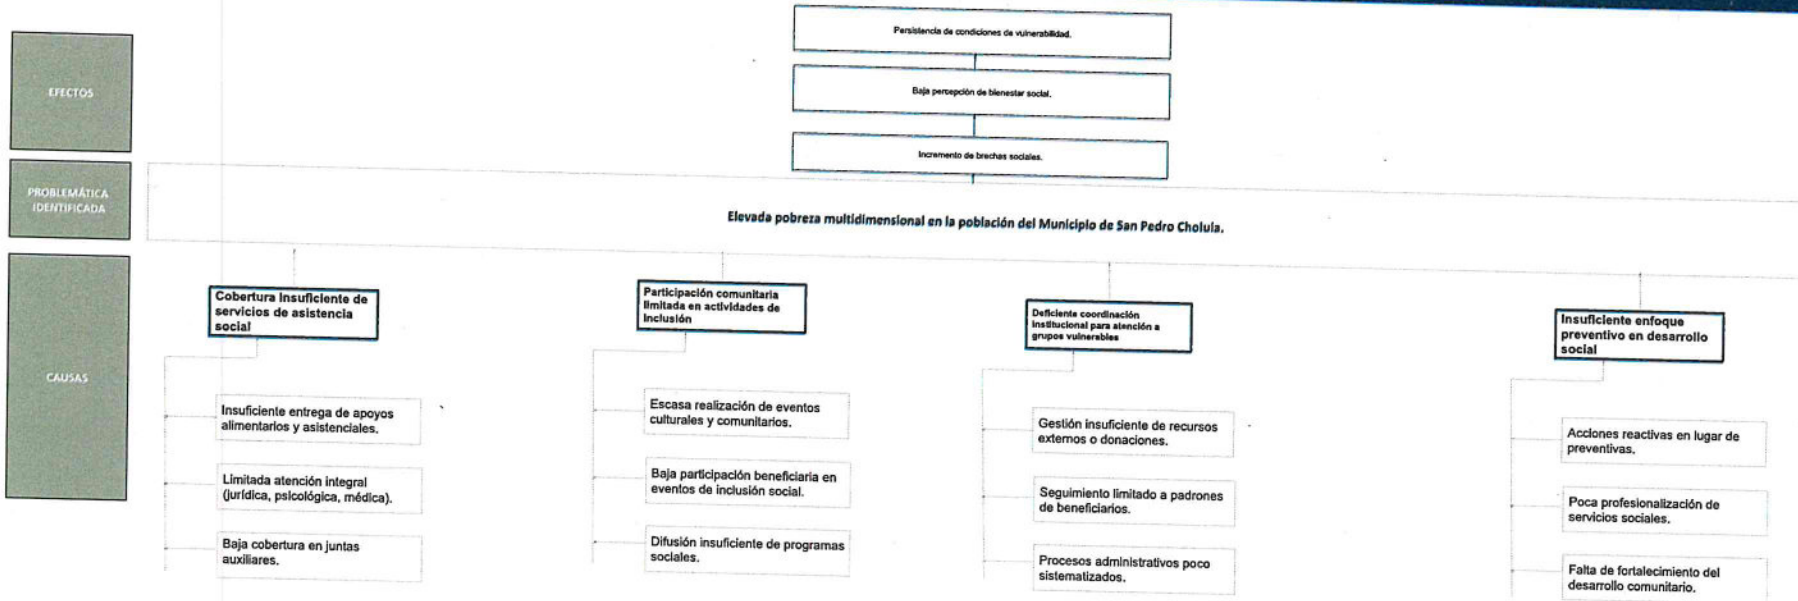 Persistencia de condiciones de vulnerabilidad.
EFECTOS
Baja percepción de bienestar social.
Incremento de brechas sociales.
PROBLEMÁTICA
IDENTIFICADA
Elevada pobreza multidimensional en la población del Municipio de San Pedro Cholula.
CAUSAS
Cobertura Insuficiente de
servicios de asistencia
social
Insuficiente entrega de apoyos
alimentarios y asistenciales.
Limitada atención integral
(jurídica, psicológica, médica).
Baja cobertura en juntas
auxiliares.
Participación comunitaria
limitada en actividades de
inclusión
Escasa realización de eventos
culturales y comunitarios.
Baja participación beneficiaria en
eventos de inclusión social.
Difusión insuficiente de programas
sociales.
Deficiente coordinación
institucional para atención a
grupos vulnerables
Gestión insuficiente de recursos
externos o donaciones.
Seguimiento limitado a padrones
de beneficiarios.
Procesos administrativos poco
sistematizados.
Insuficiente enfoque
preventivo en desarrollo
social
Acciones reactivas en lugar de
preventivas.
Poca profesionalización de
servicios sociales.
Falta de fortalecimiento del
desarrollo comunitario.